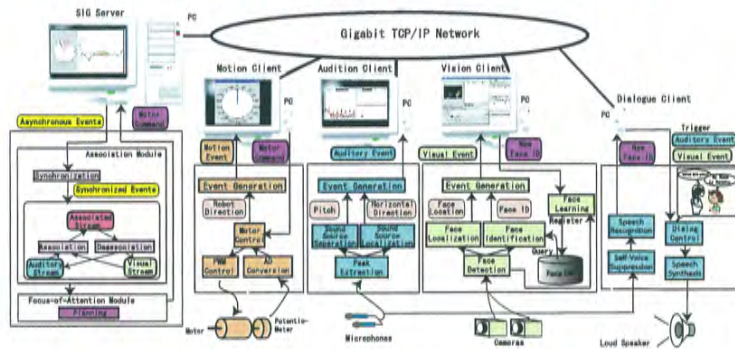 SIG Server
PC
Gigabit TCP/IP Network
Motion Client
Audition Client
Vision Client
Dialogue Client
PC
PC
PC
PC
Asynchronous Events
Motor Command
Motion Event
Motor Command
Auditory Event
Visual Event
New Face ID
New Face ID
Trigger
Auditory Event
Visual Event
Association Module
Synchronization
Synchronized Events
Associated Stream
Association
Deassociation
Auditory Stream
Visual Stream
Focus-of-Attention Module
Planning
Event Generation
Robot Direction
Motor Control
PWM Control
AD Conversion
Motor
Potentio-Meter
Event Generation
Pitch
Horizontal Direction
Sound Source Separation
Sound Source Localization
Peak Extraction
Microphones
Event Generation
Face Location
Face ID
Face Learning
Register
Face Localization
Face Identification
Query
Face Detection
Cameras
Speech Recognition
Self-Voice Suppression
Dialog Control
Speech Synthesis
Loud Speaker